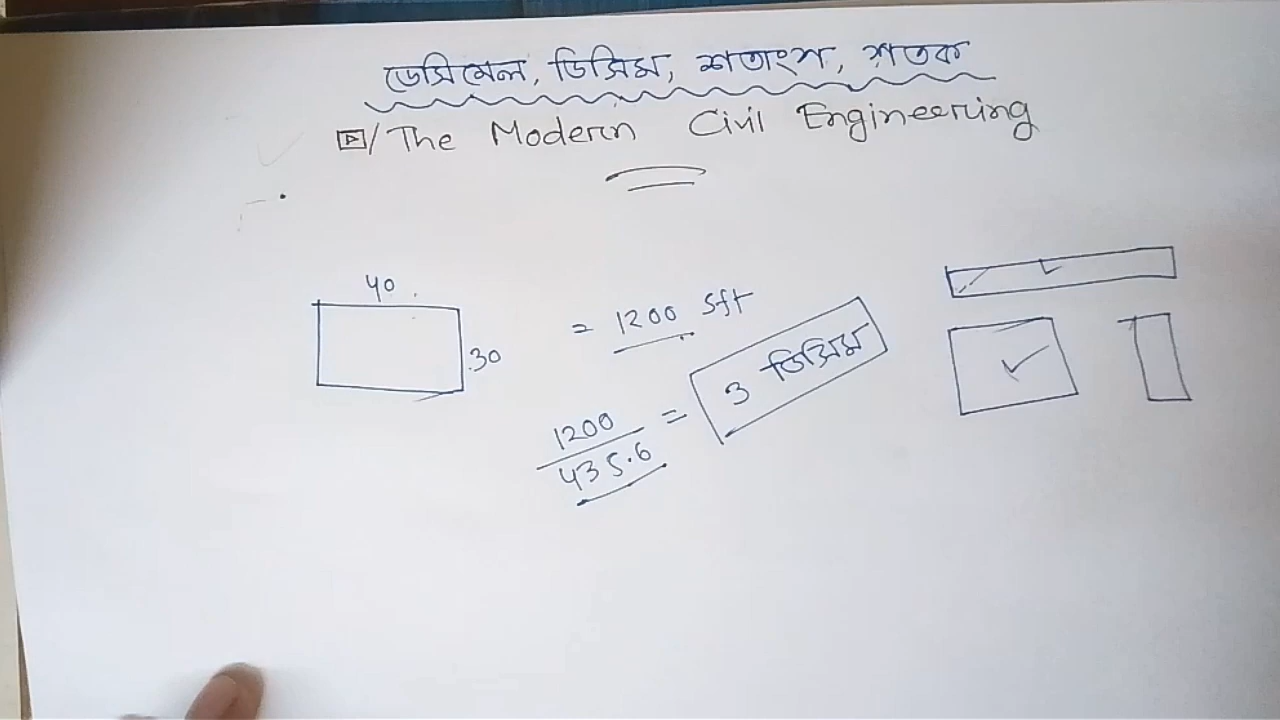 ডেসিমেল, ডিসিম, শতাংশ, শতক
/The Modern Civil Engineering
40
30
= 1200 sft
1200
435.6
= 3 ডিসিম